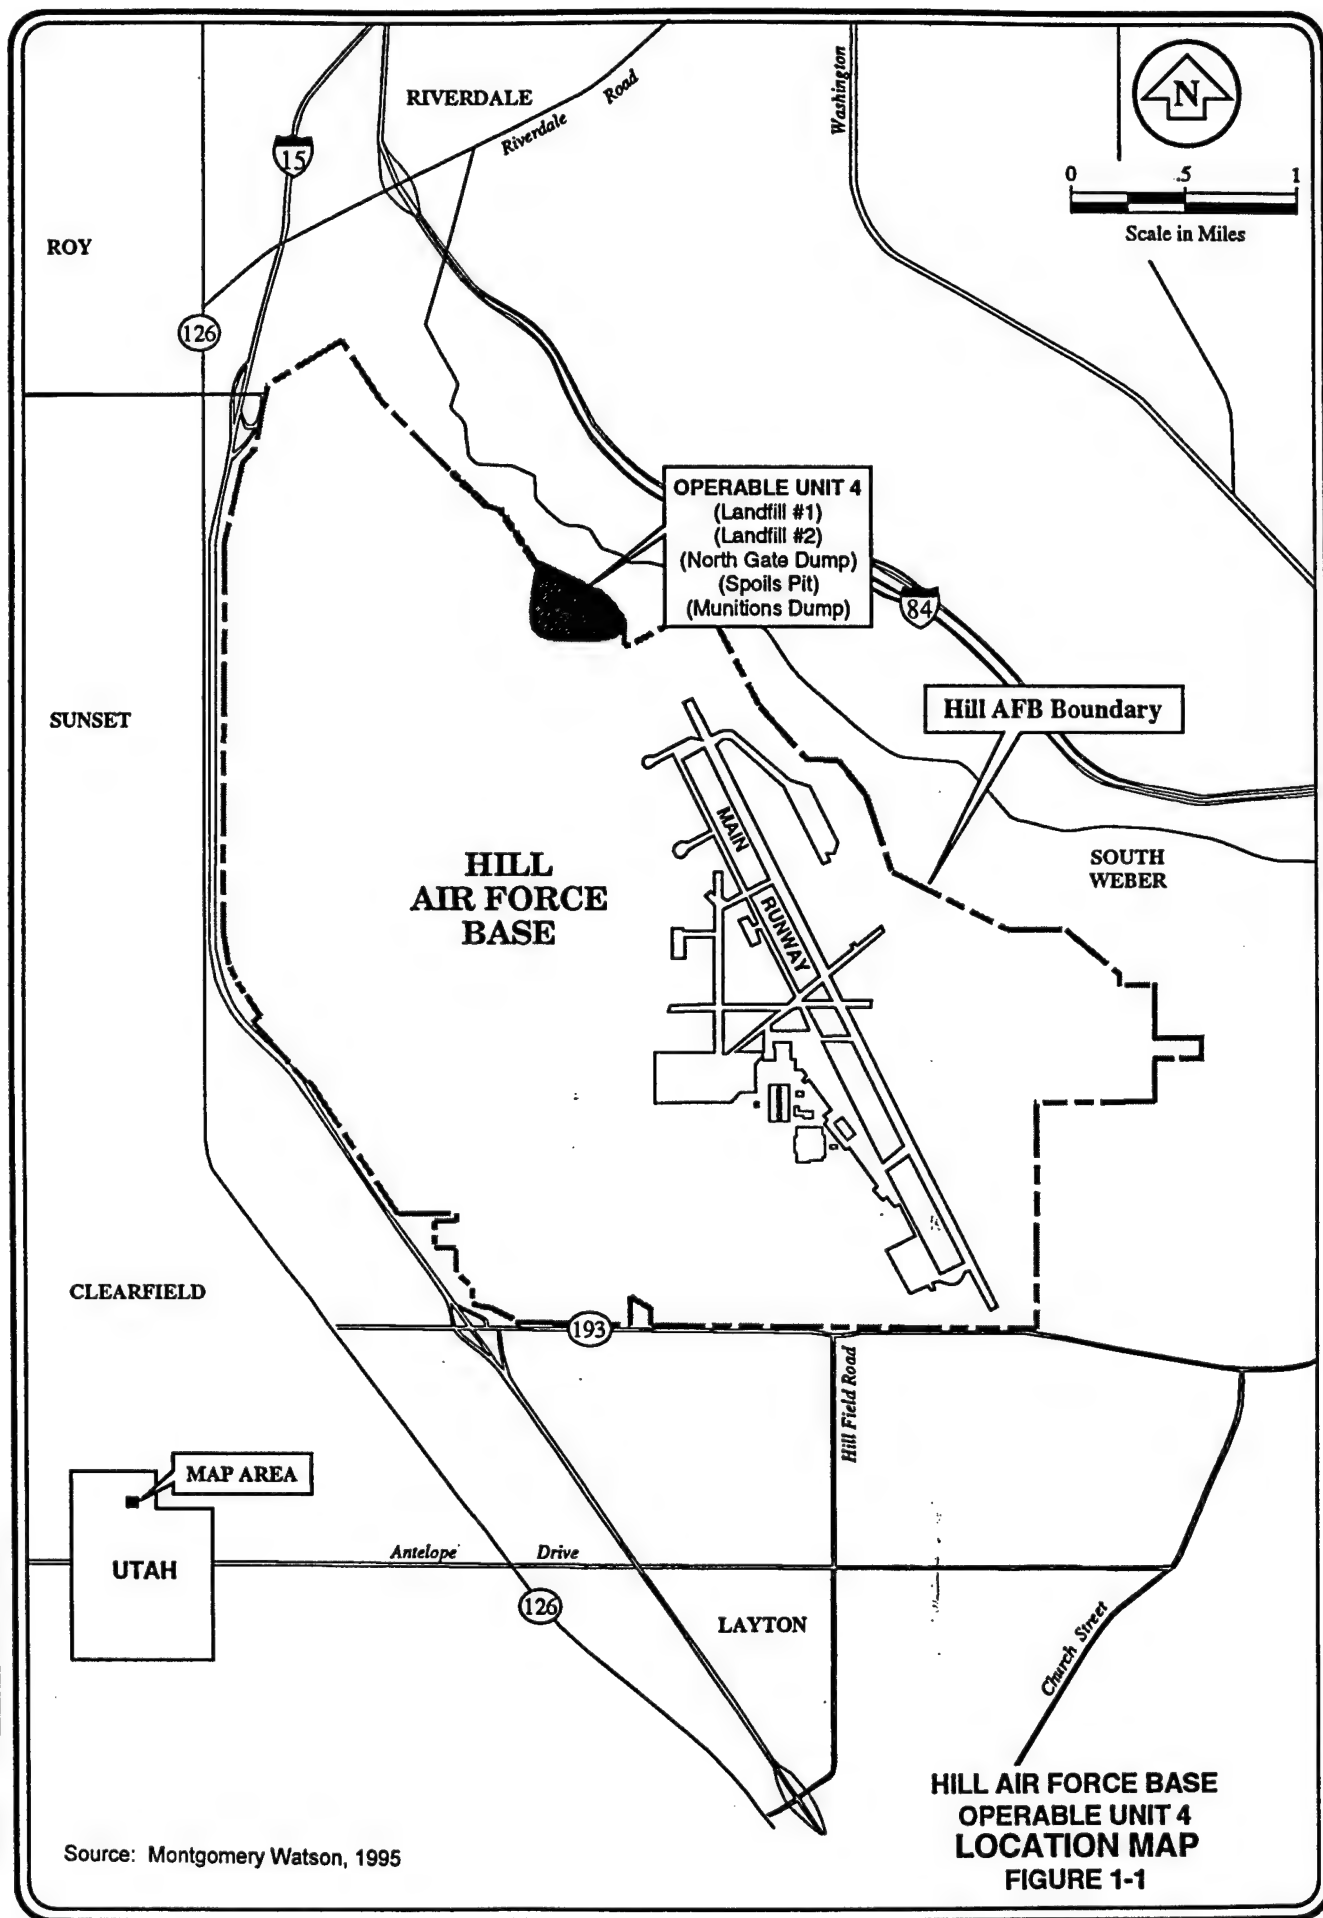 RIVERDALE
Riverdale Road
Washington
N
0 .5 1
Scale in Miles
15
ROY
126
OPERABLE UNIT 4
(Landfill #1)
(Landfill #2)
(North Gate Dump)
(Spoils Pit)
(Munitions Dump)
84
SUNSET
Hill AFB Boundary
MAIN RUNWAY
HILL
AIR FORCE
BASE
SOUTH
WEBER
CLEARFIELD
193
Hill Field Road
MAP AREA
UTAH
Antelope Drive
126
LAYTON
Church Street
HILL AIR FORCE BASE
OPERABLE UNIT 4
LOCATION MAP
FIGURE 1-1
Source: Montgomery Watson, 1995